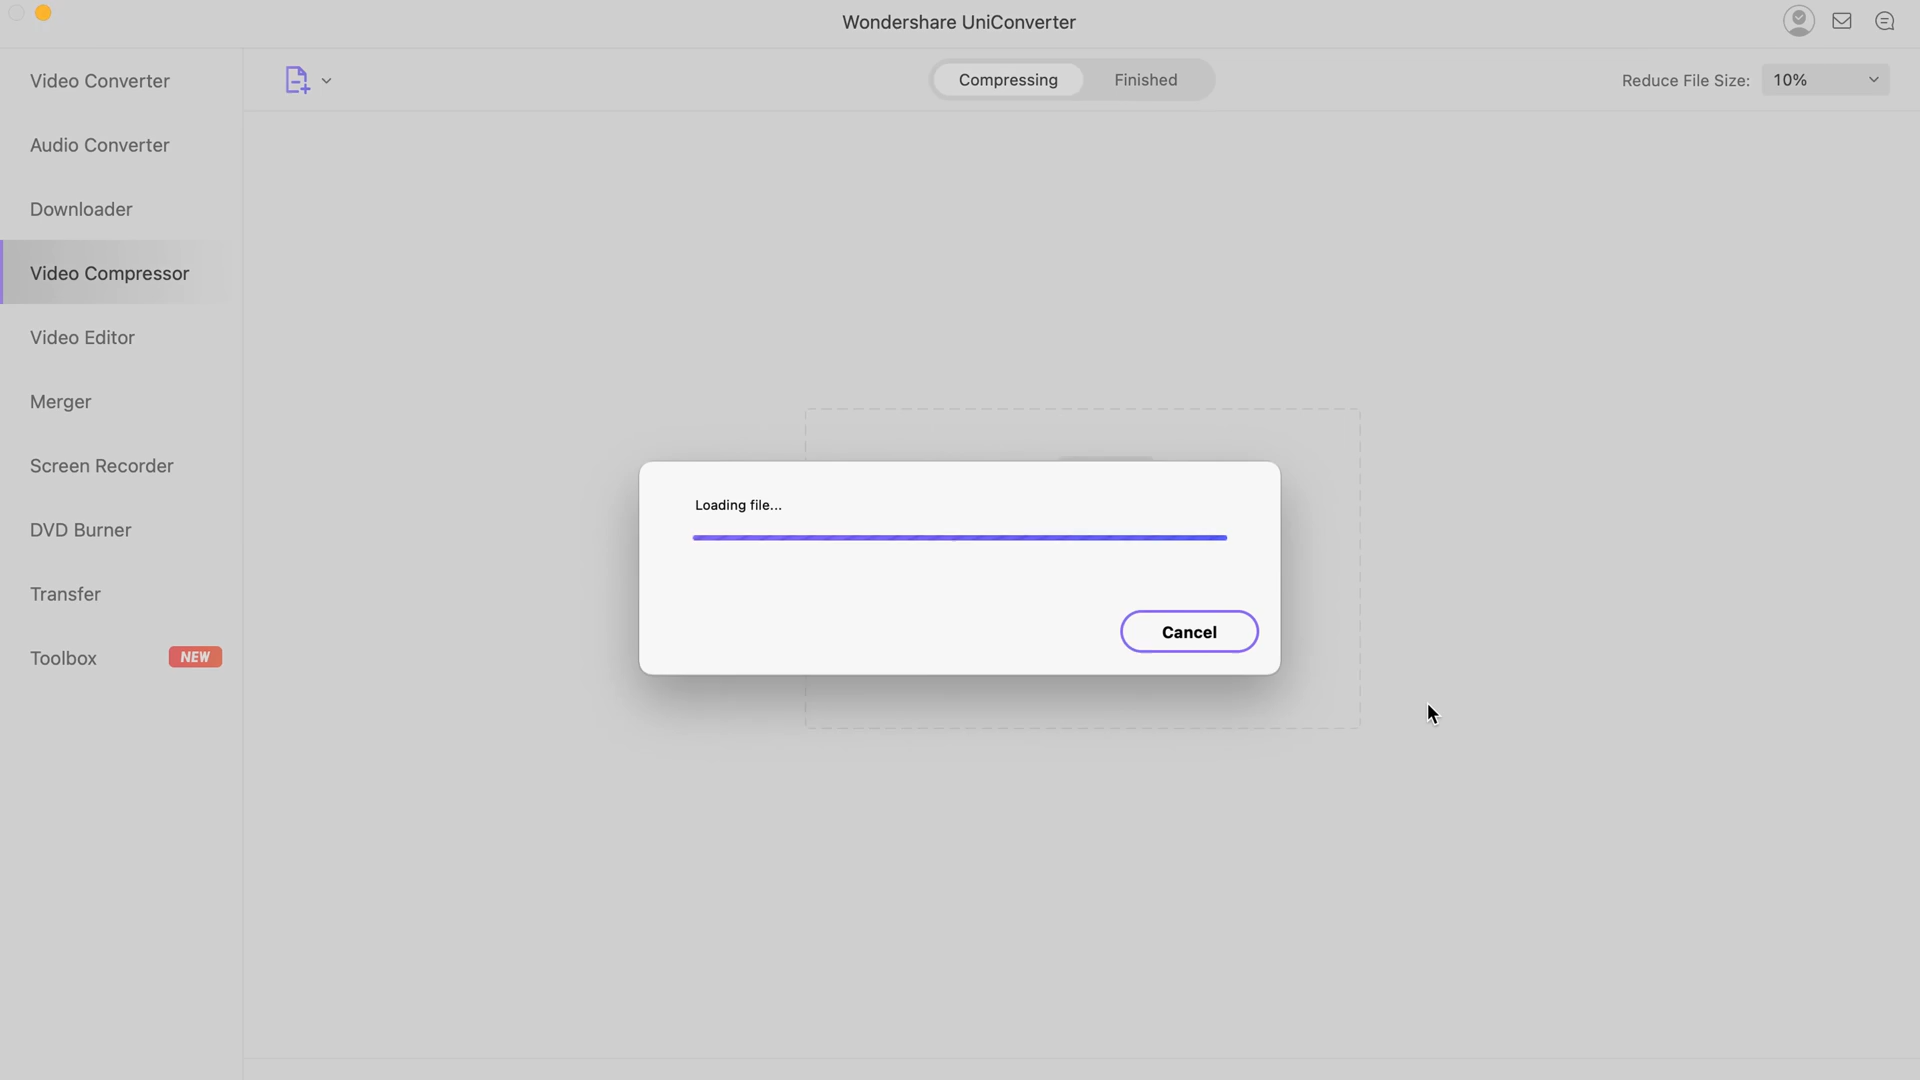 Wondershare UniConverter
Video Converter
Audio Converter
Downloader
Video Compressor
Video Editor
Merger
Screen Recorder
DVD Burner
Transfer
Toolbox NEW
Compressing Finished
Reduce File Size: 10%
Loading file...
Cancel